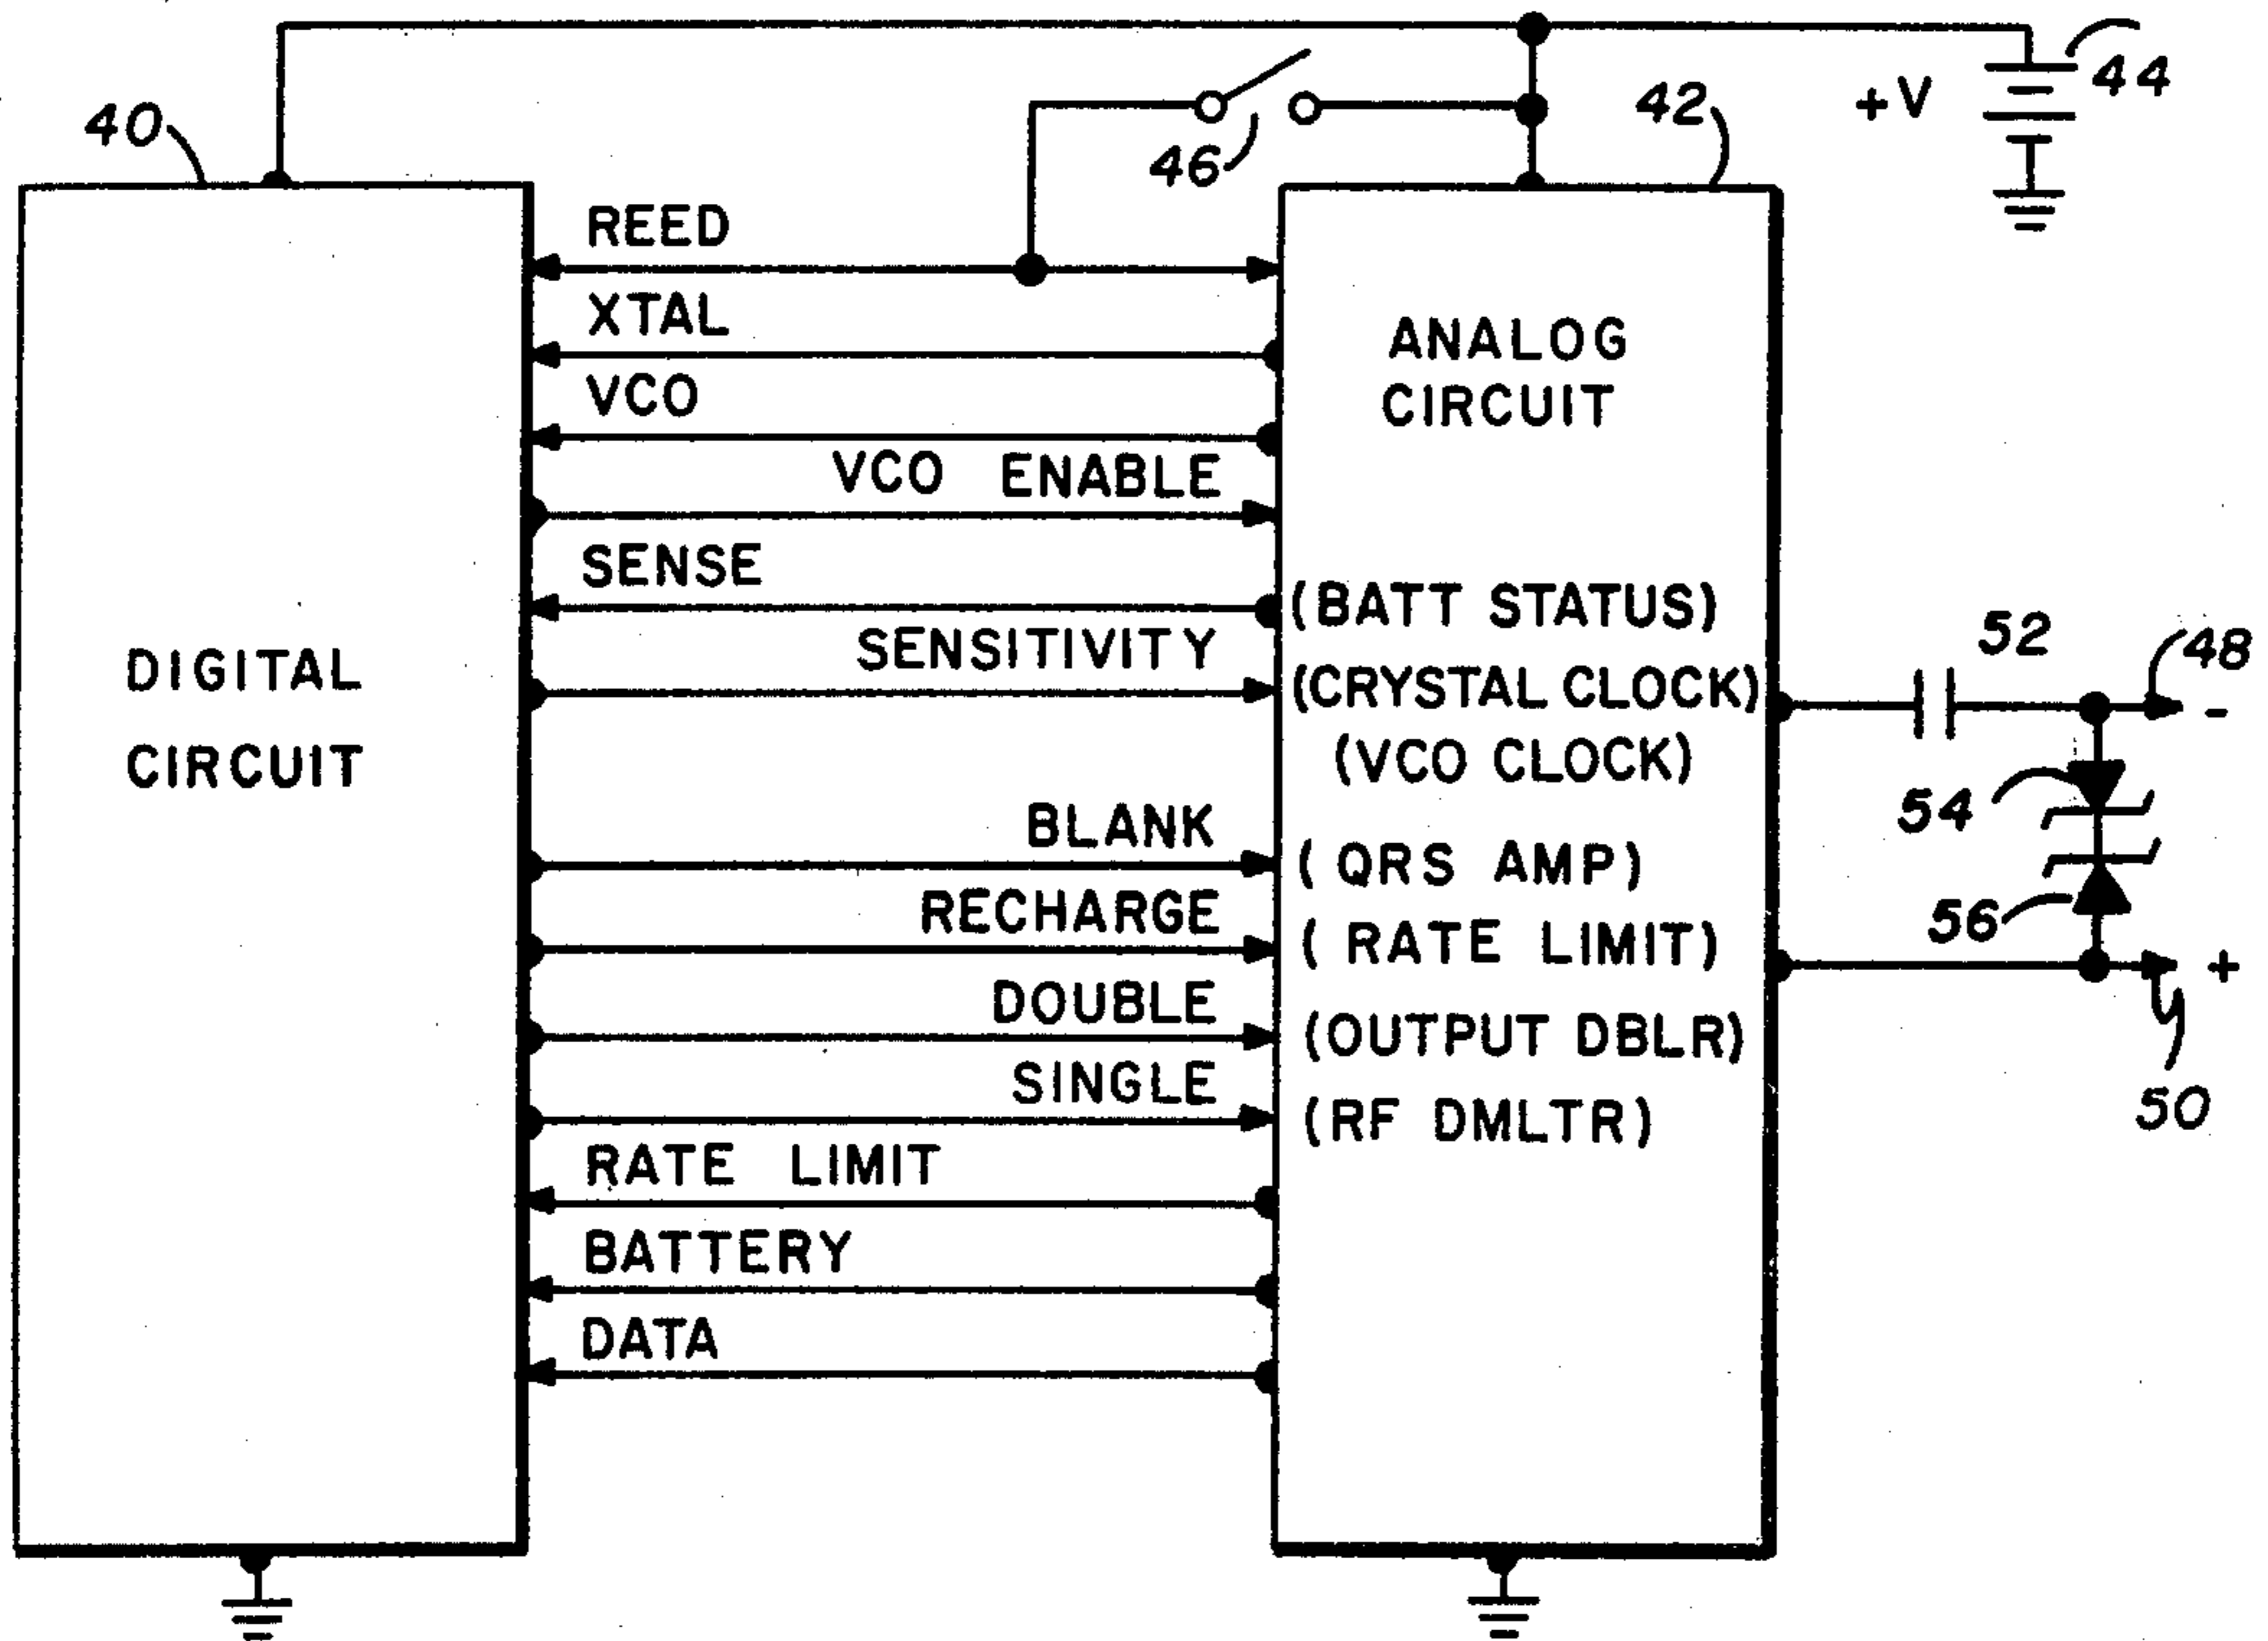 44
+V
42
40
46
REED
XTAL
ANALOG
CIRCUIT
VCO
VCO ENABLE
SENSE
(BATT STATUS)
SENSITIVITY
(CRYSTAL CLOCK)
(VCO CLOCK)
DIGITAL
CIRCUIT
52
48
-
54
BLANK
(QRS AMP)
56
RECHARGE
(RATE LIMIT)
+
DOUBLE
(OUTPUT DBLR)
50
SINGLE
(RF DMLTR)
RATE LIMIT
BATTERY
DATA